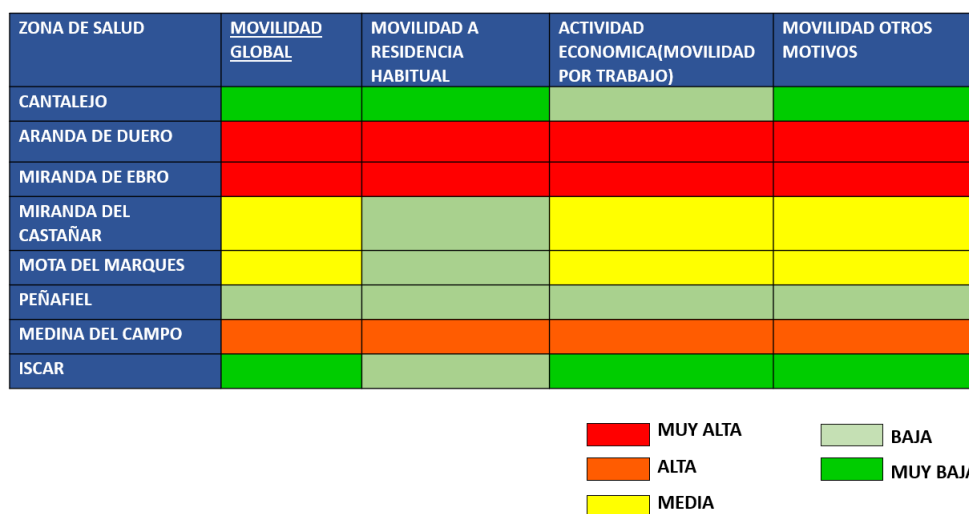 ZONA DE SALUD
MOVILIDAD
GLOBAL
MOVILIDAD A
RESIDENCIA
HABITUAL
ACTIVIDAD
ECONOMICA(MOVILIDAD
POR TRABAJO)
MOVILIDAD OTROS
MOTIVOS
CANTALEJO
ARANDA DE DUERO
MIRANDA DE EBRO
MIRANDA DEL
CASTAÑAR
MOTA DEL MARQUES
PEÑAFIEL
MEDINA DEL CAMPO
ISCAR
MUY ALTA
ALTA
MEDIA
BAJA
MUY BAJA